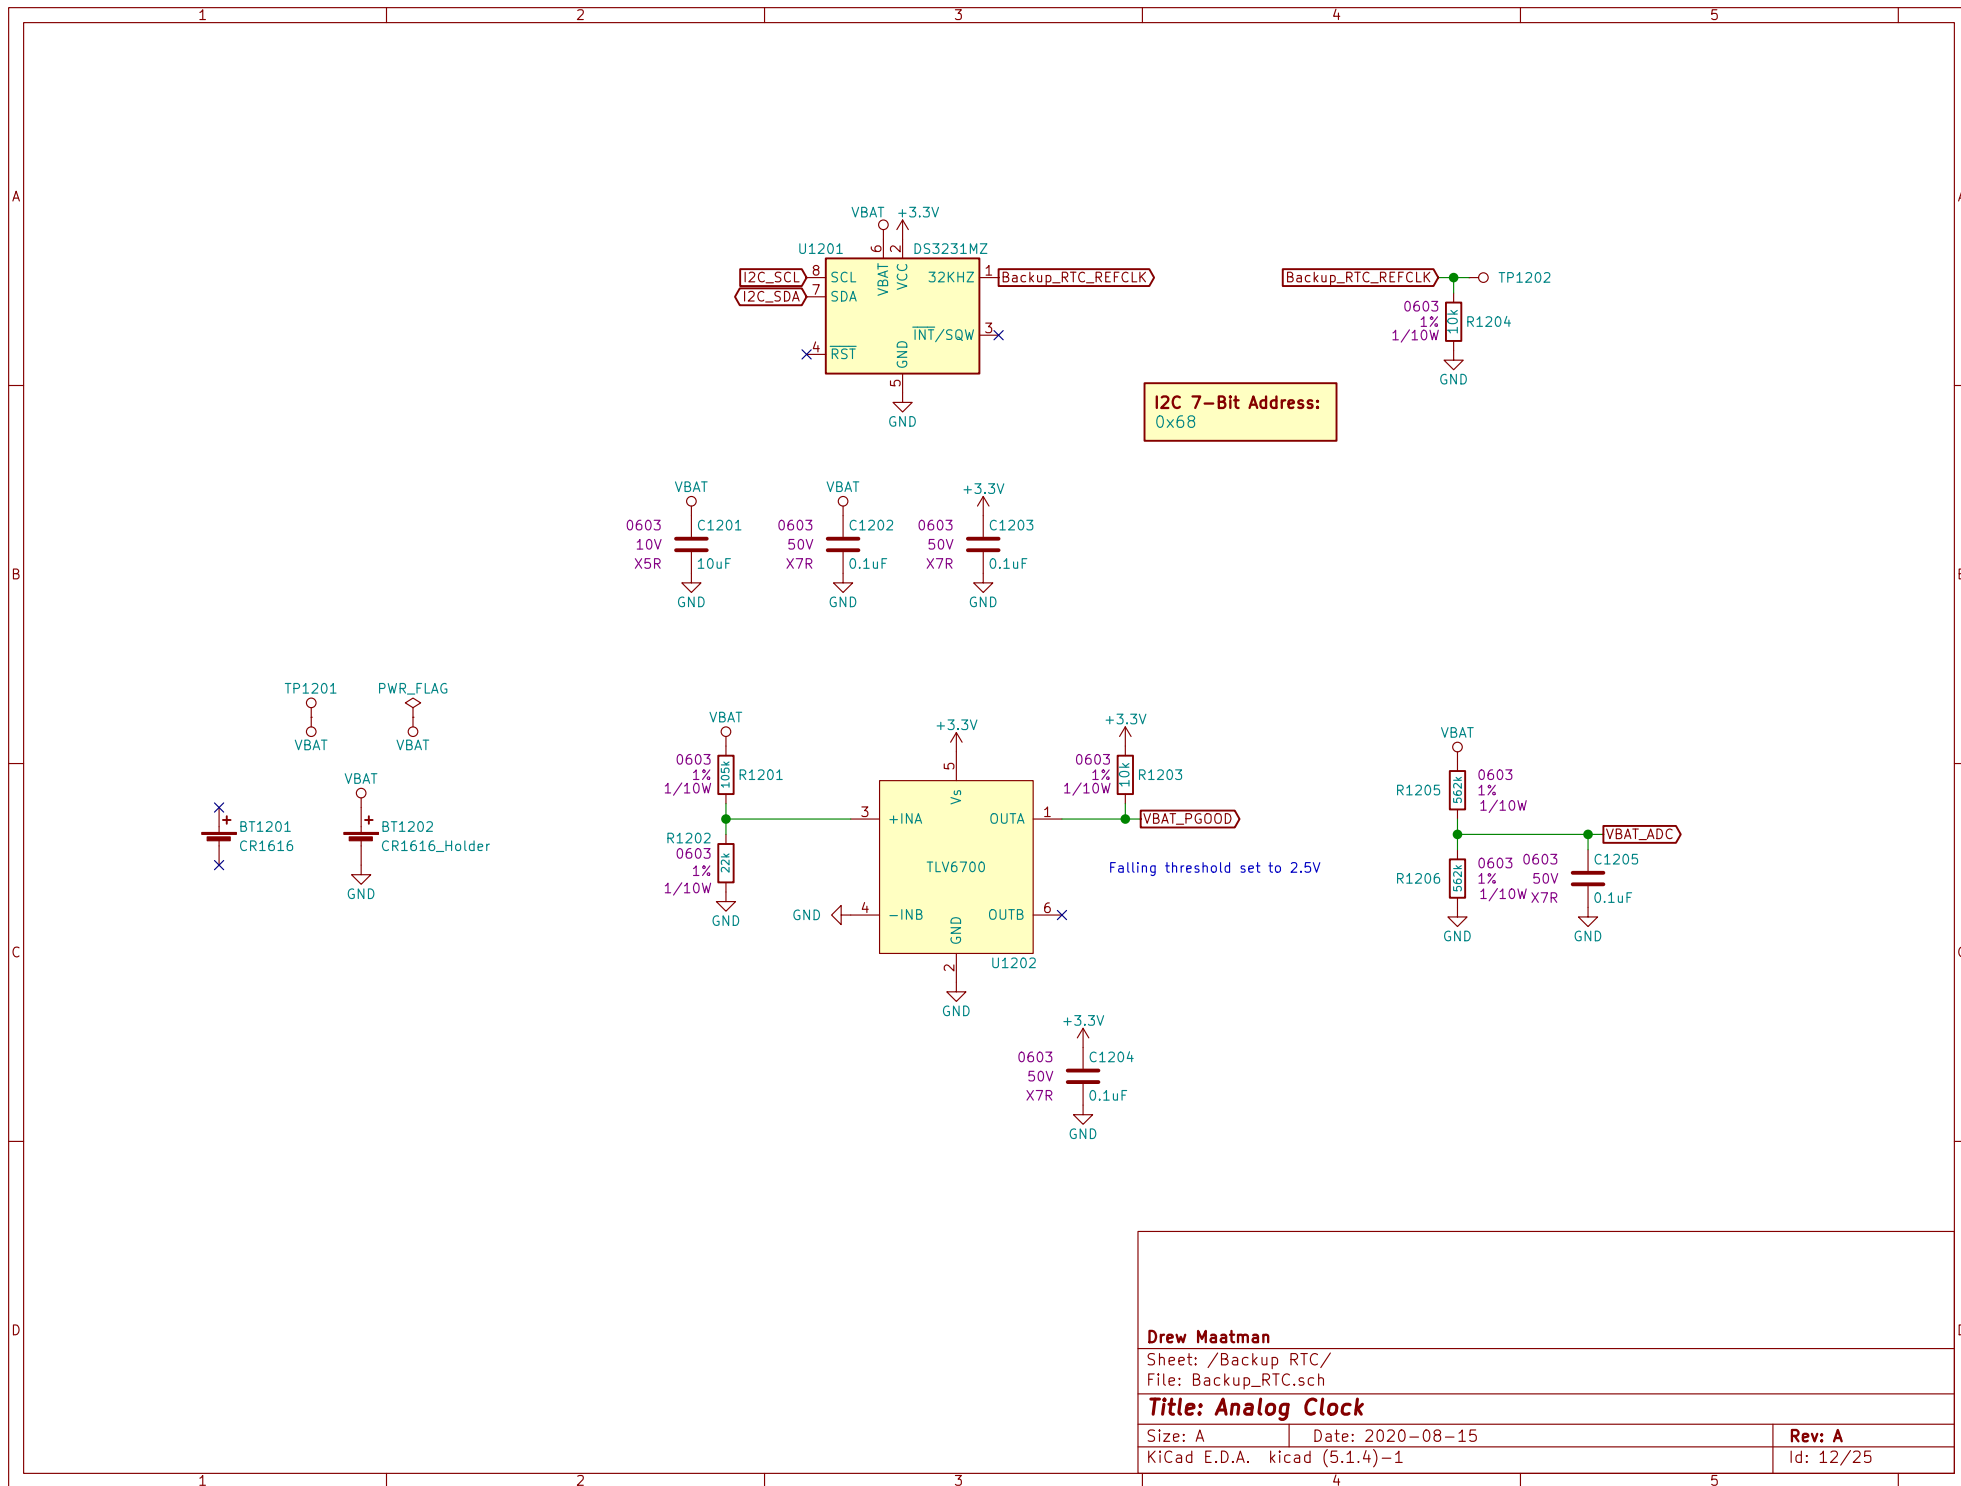 1 2 3 4 5
A
VBAT +3.3V
U1201 DS3231MZ
6 2
I2C_SCL 8 SCL VBAT VCC 32KHZ 1 Backup_RTC_REFCLK
I2C_SDA 7 SDA
INT/SQW 3
4 RST GND
5
GND
Backup_RTC_REFCLK TP1202
0603
1%
1/10W
10k R1204
GND
I2C 7-Bit Address:
0x68
B
VBAT
0603 C1201
10V
X5R 10uF
GND
VBAT
0603 C1202
50V
X7R 0.1uF
GND
+3.3V
0603 C1203
50V
X7R 0.1uF
GND
TP1201 PWR_FLAG
VBAT VBAT
VBAT
+ BT1201
CR1616
+ BT1202
CR1616_Holder
GND
VBAT
0603
1%
1/10W
105k R1201
R1202
0603
1%
1/10W
22k
GND
+3.3V
5
Vs
3 +INA OUTA 1
TLV6700
GND 4 -INB OUTB 6
GND
2 U1202
GND
+3.3V
0603
1%
1/10W
10k R1203
VBAT_PGOOD
Falling threshold set to 2.5V
VBAT
R1205 562k
0603
1%
1/10W
VBAT_ADC
R1206 562k
0603
1%
1/10W
GND
0603 C1205
50V
X7R 0.1uF
GND
C
+3.3V
0603 C1204
50V
X7R 0.1uF
GND
D
Drew Maatman
Sheet: /Backup RTC/
File: Backup_RTC.sch
Title: Analog Clock
Size: A Date: 2020-08-15 Rev: A
KiCad E.D.A. kicad (5.1.4)-1 Id: 12/25
1 2 3 4 5